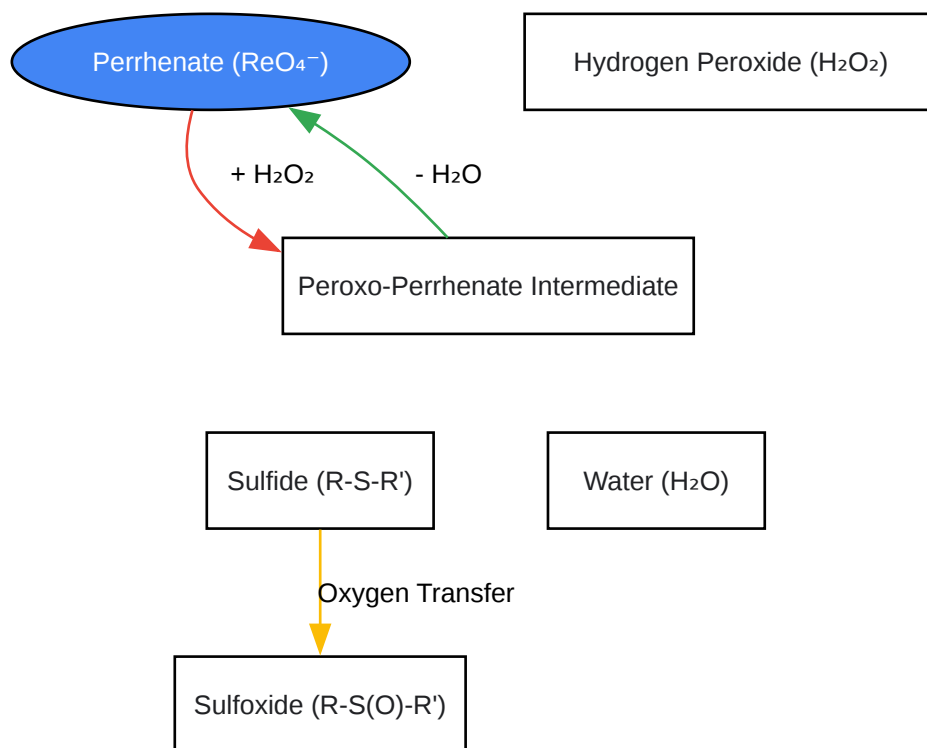 Perrhenate (ReO₄⁻)
Hydrogen Peroxide (H₂O₂)
+ H₂O₂
- H₂O
Peroxo-Perrhenate Intermediate
Sulfide (R-S-R')
Water (H₂O)
Oxygen Transfer
Sulfoxide (R-S(O)-R')